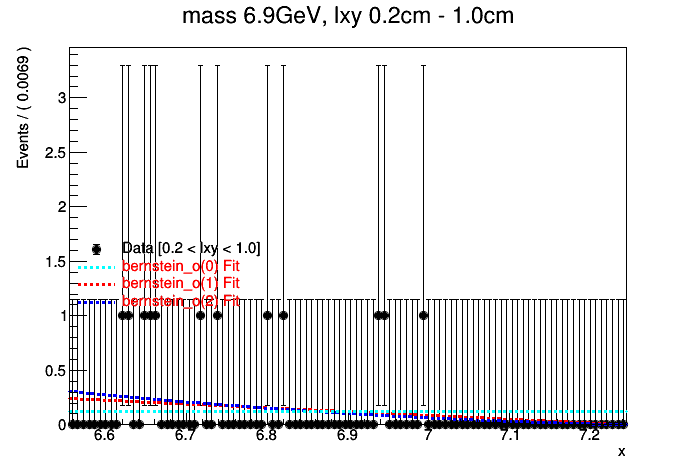 mass 6.9GeV, lxy 0.2cm - 1.0cm
Events / ( 0.0069 )
3
2.5
2
1.5
1
0.5
0
Data [0.2 < lxy < 1.0]
bernstein_o(0) Fit
bernstein_o(1) Fit
bernstein_o(2) Fit
6.6 6.7 6.8 6.9 7 7.1 7.2
x